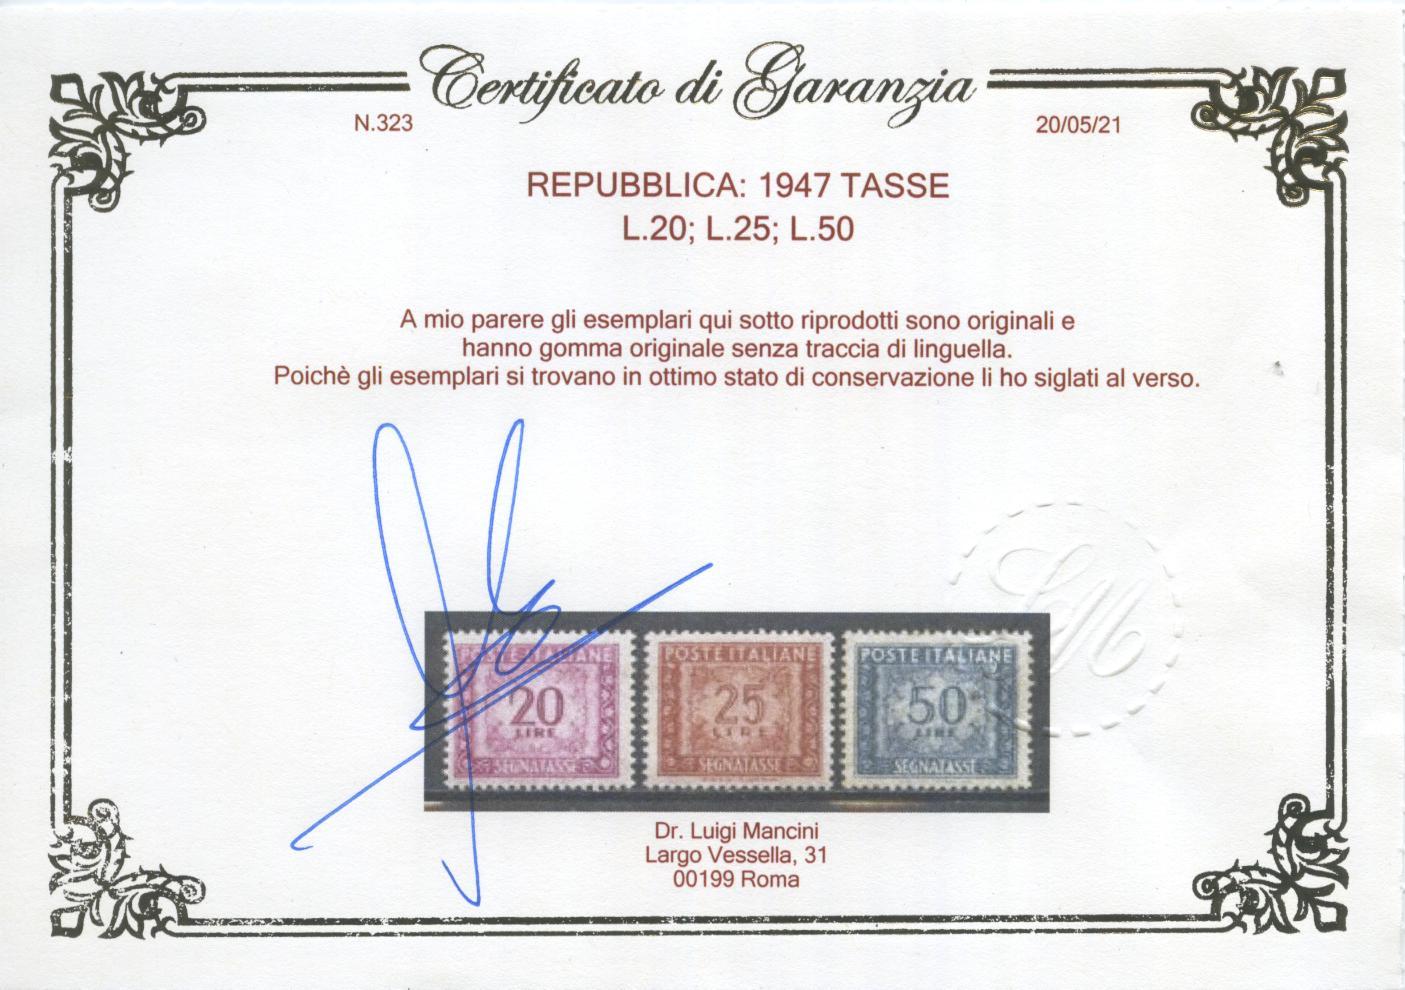 Certificato di Garanzia
N.323
20/05/21
REPUBBLICA: 1947 TASSE
L.20; L.25; L.50
A mio parere gli esemplari qui sotto riprodotti sono originali e
hanno gomma originale senza traccia di linguella.
Poichè gli esemplari si trovano in ottimo stato di conservazione li ho siglati al verso.
POSTE ITALIANE
20
LIRE
SEGNATASSE
POSTE ITALIANE
25
LIRE
SEGNATASSE
POSTE ITALIANE
50
LIRE
SEGNATASSE
Dr. Luigi Mancini
Largo Vessella, 31
00199 Roma